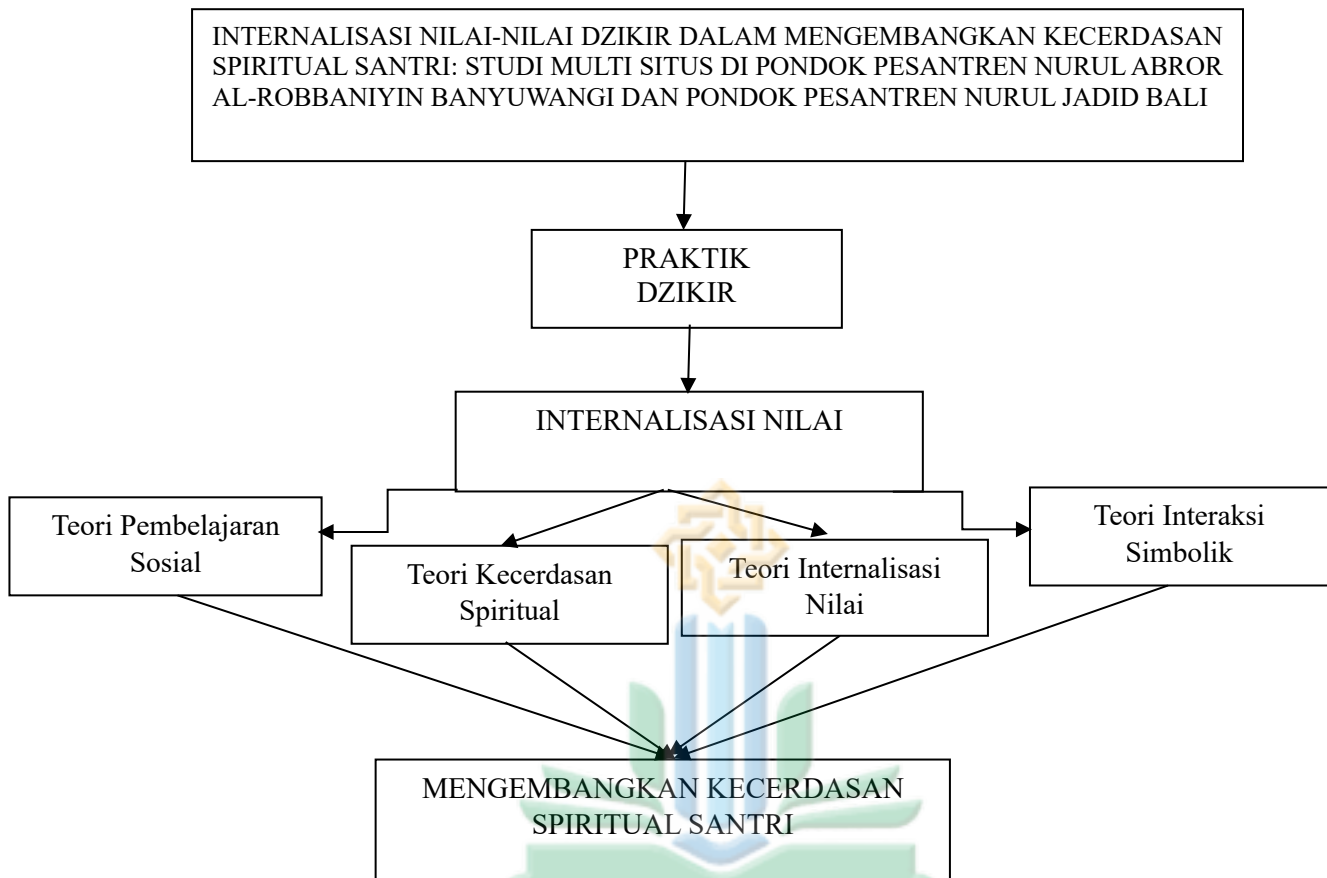 INTERNALISASI NILAI-NILAI DZIKIR DALAM MENGEMBANGKAN KECERDASAN
SPIRITUAL SANTRI: STUDI MULTI SITUS DI PONDOK PESANTREN NURUL ABROR
AL-ROBBANIYIN BANYUWANGI DAN PONDOK PESANTREN NURUL JADID BALI
PRAKTIK
DZIKIR
INTERNALISASI NILAI
Teori Pembelajaran
Sosial
Teori Kecerdasan
Spiritual
Teori Internalisasi
Nilai
Teori Interaksi
Simbolik
MENGEMBANGKAN KECERDASAN
SPIRITUAL SANTRI